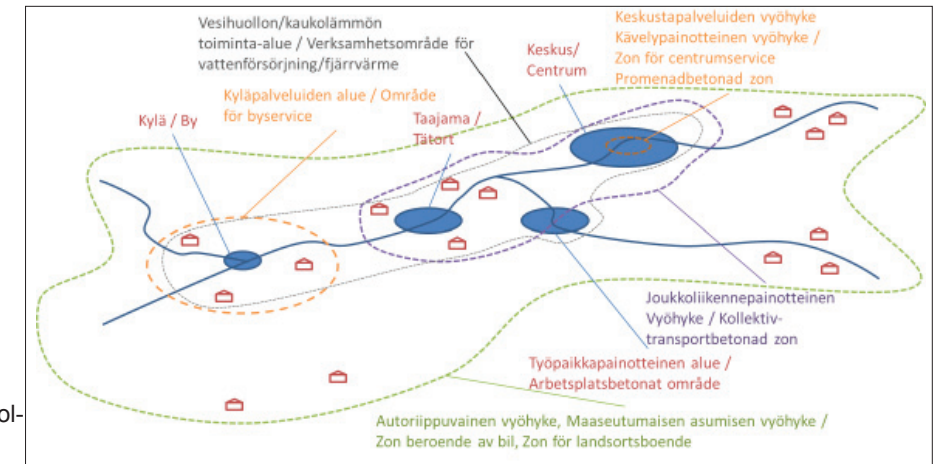 Vesihuollon/kaukolämmön
toiminta-alue / Verksamhetsområde för
vattenförsörjning/fjärrvärme
Keskustapalveluiden vyöhyke
Kävelypainotteinen vyöhyke /
Zon för centrumservice
Promenadbetonad zon
Keskus/
Centrum
Kyläpalveluiden alue / Område
för byservice
Kylä / By
Taajama /
Tätort
Joukkoliikennepainotteinen
Vyöhyke / Kollektiv-
transportbetonad zon
Työpaikkapainotteinen alue /
Arbetsplatsbetonat område
Autoriippuvainen vyöhyke, Maaseutumaisen asumisen vyöhyke /
Zon beroende av bil, Zon för landsortsboende
ol-